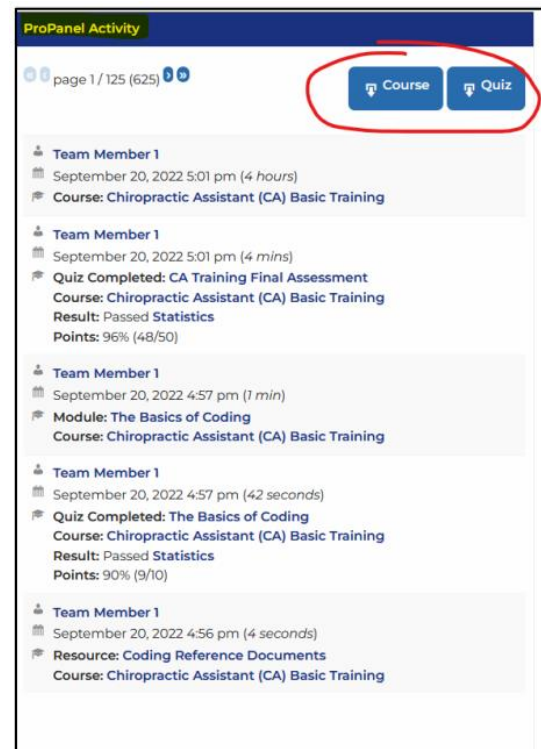 ProPanel Activity
page 1 / 125 (625)
Course
Quiz
Team Member 1
September 20, 2022 5:01 pm (4 hours)
Course: Chiropractic Assistant (CA) Basic Training
Team Member 1
September 20, 2022 5:01 pm (4 mins)
Quiz Completed: CA Training Final Assessment
Course: Chiropractic Assistant (CA) Basic Training
Result: Passed Statistics
Points: 96% (48/50)
Team Member 1
September 20, 2022 4:57 pm (1 min)
Module: The Basics of Coding
Course: Chiropractic Assistant (CA) Basic Training
Team Member 1
September 20, 2022 4:57 pm (42 seconds)
Quiz Completed: The Basics of Coding
Course: Chiropractic Assistant (CA) Basic Training
Result: Passed Statistics
Points: 90% (9/10)
Team Member 1
September 20, 2022 4:56 pm (4 seconds)
Resource: Coding Reference Documents
Course: Chiropractic Assistant (CA) Basic Training